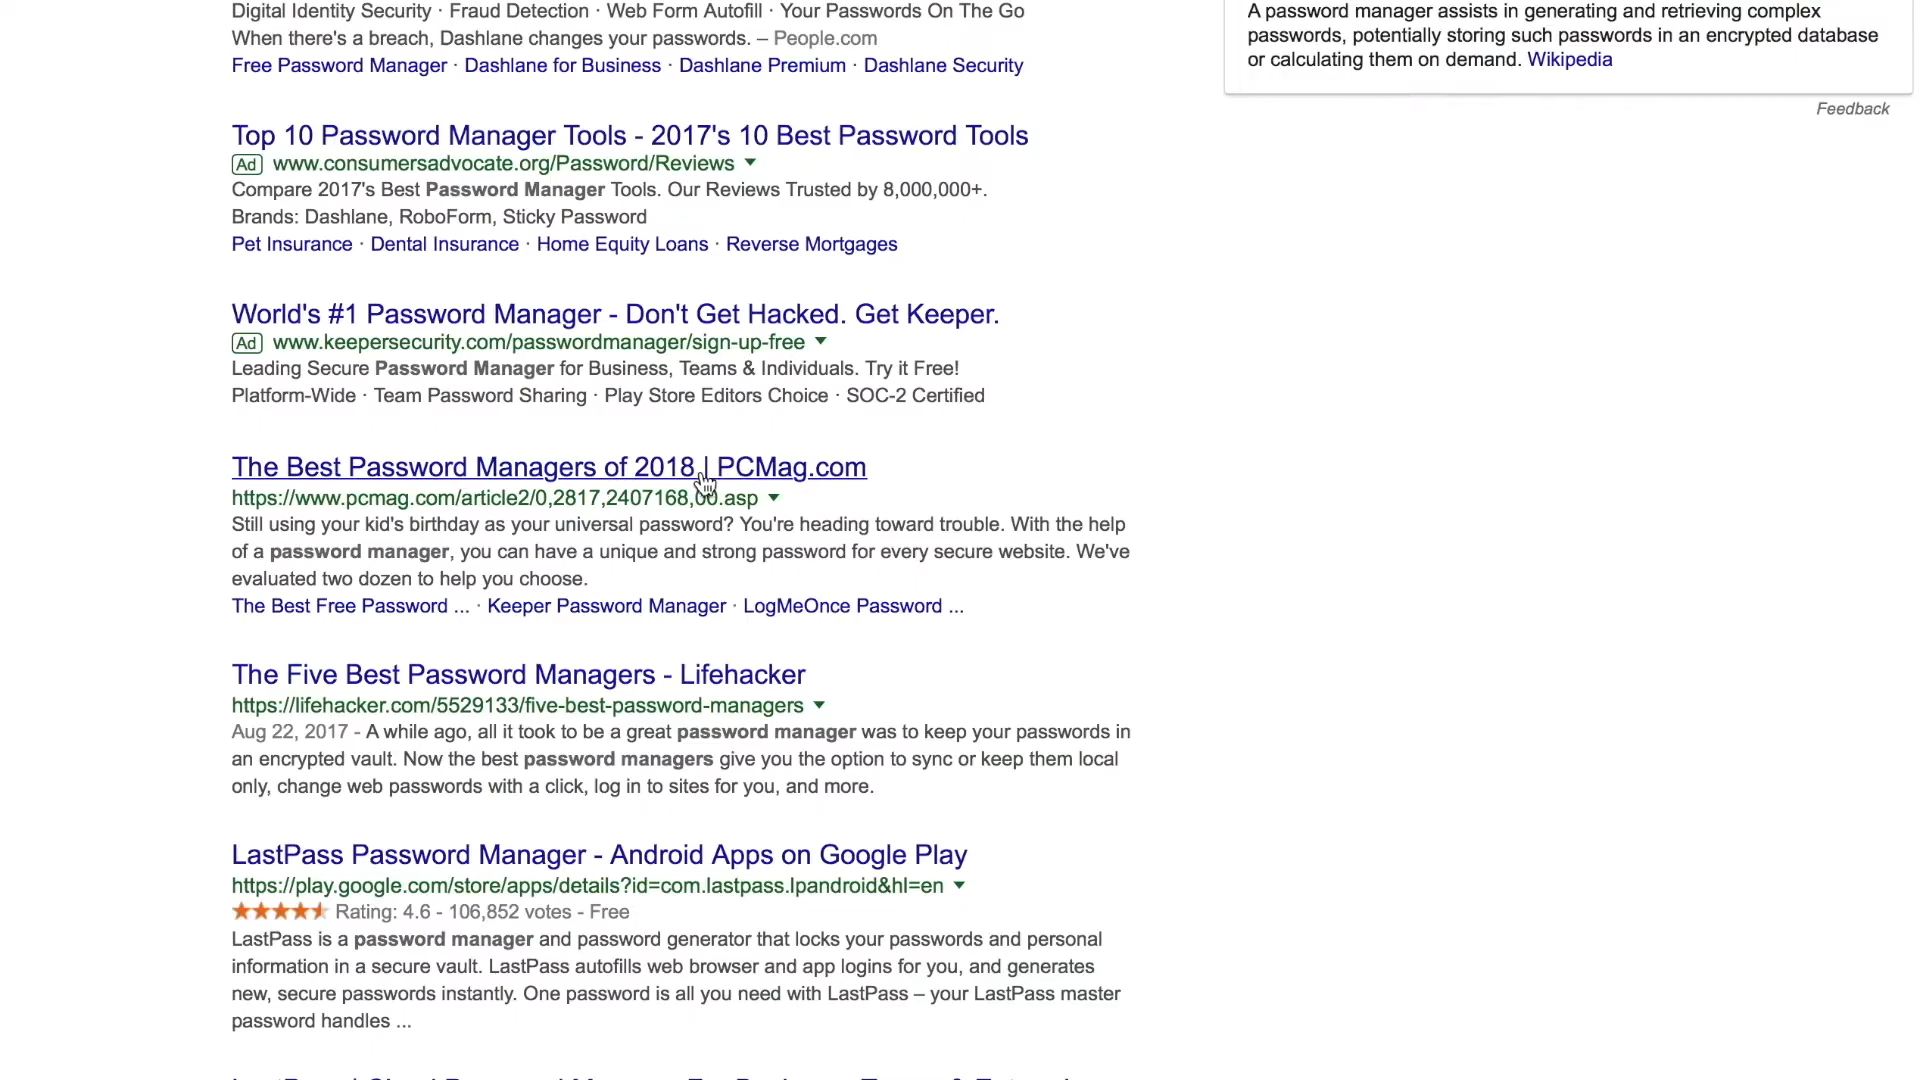 Digital Identity Security · Fraud Detection · Web Form Autofill · Your Passwords On The Go
When there's a breach, Dashlane changes your passwords. – People.com
Free Password Manager · Dashlane for Business · Dashlane Premium · Dashlane Security
A password manager assists in generating and retrieving complex
passwords, potentially storing such passwords in an encrypted database
or calculating them on demand. Wikipedia
Feedback
Top 10 Password Manager Tools - 2017's 10 Best Password Tools
Ad www.consumersadvocate.org/Password/Reviews
Compare 2017's Best Password Manager Tools. Our Reviews Trusted by 8,000,000+.
Brands: Dashlane, RoboForm, Sticky Password
Pet Insurance · Dental Insurance · Home Equity Loans · Reverse Mortgages
World's #1 Password Manager - Don't Get Hacked. Get Keeper.
Ad www.keepersecurity.com/passwordmanager/sign-up-free
Leading Secure Password Manager for Business, Teams & Individuals. Try it Free!
Platform-Wide · Team Password Sharing · Play Store Editors Choice · SOC-2 Certified
The Best Password Managers of 2018 | PCMag.com
https://www.pcmag.com/article2/0,2817,2407168,00.asp
Still using your kid's birthday as your universal password? You're heading toward trouble. With the help
of a password manager, you can have a unique and strong password for every secure website. We've
evaluated two dozen to help you choose.
The Best Free Password ... · Keeper Password Manager · LogMeOnce Password ...
The Five Best Password Managers - Lifehacker
https://lifehacker.com/5529133/five-best-password-managers
Aug 22, 2017 - A while ago, all it took to be a great password manager was to keep your passwords in
an encrypted vault. Now the best password managers give you the option to sync or keep them local
only, change web passwords with a click, log in to sites for you, and more.
LastPass Password Manager - Android Apps on Google Play
https://play.google.com/store/apps/details?id=com.lastpass.lpandroid&hl=en
Rating: 4.6 - 106,852 votes - Free
LastPass is a password manager and password generator that locks your passwords and personal
information in a secure vault. LastPass autofills web browser and app logins for you, and generates
new, secure passwords instantly. One password is all you need with LastPass – your LastPass master
password handles ...